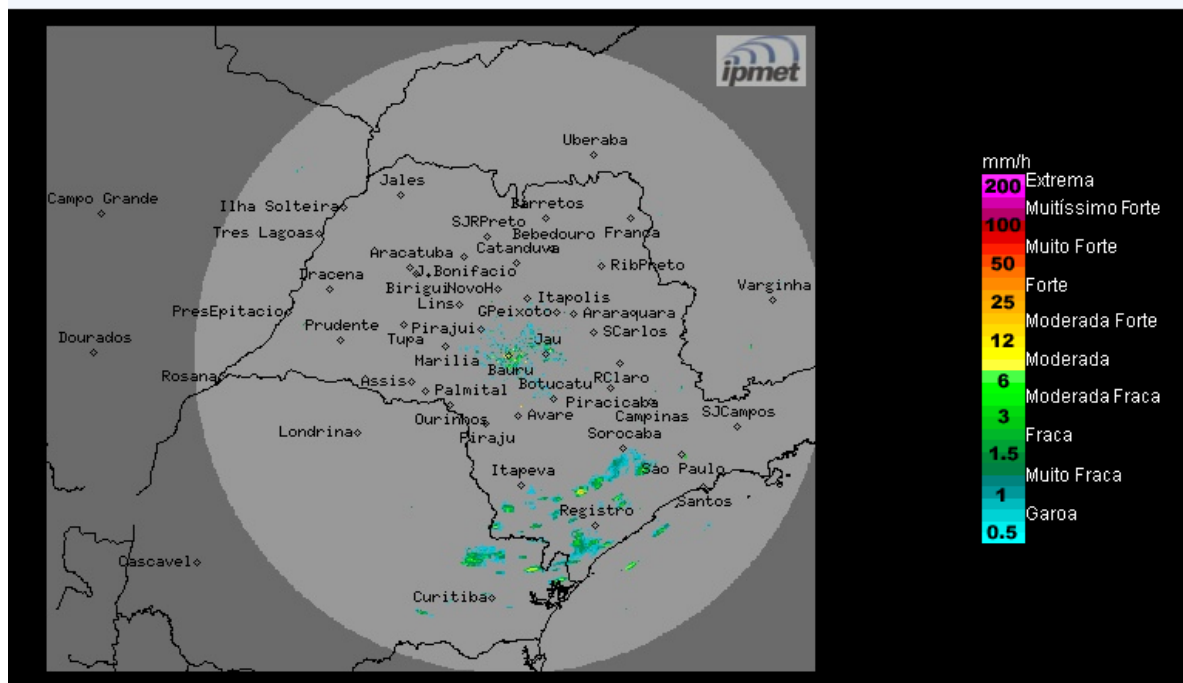 ipmet
Uberaba
Jales
Campo Grande
Ilha Solteira
Barretos
SJRPreto
Tres Lagoas
Bebedouro
Franca
Aracatuba
Catanduva
J.Bonifacio
RibPreto
Dracena
Birigui
NovoH
Itapolis
Varginha
Lins
PresEpitacio
GPeixoto
Araraquara
Prudente
Pirajui
SCarlos
Dourados
Tupa
Jau
Marilia
Bauru
Rosana
Assis
Botucatu
RClaro
Palmital
Piracicaba
Ourinhos
Avare
Campinas
SJCampos
Londrina
Piraju
Sorocaba
Itapeva
Sao Paulo
Santos
Registro
Cascavel
Curitiba
mm/h
200 Extrema
Muitíssimo Forte
100
Muito Forte
50
Forte
25
Moderada Forte
12
Moderada
6
Moderada Fraca
3
Fraca
1.5
Muito Fraca
1
Garoa
0.5